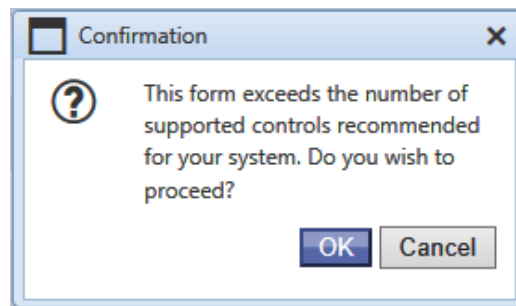 Confirmation
This form exceeds the number of
supported controls recommended
for your system. Do you wish to
proceed?
OK Cancel